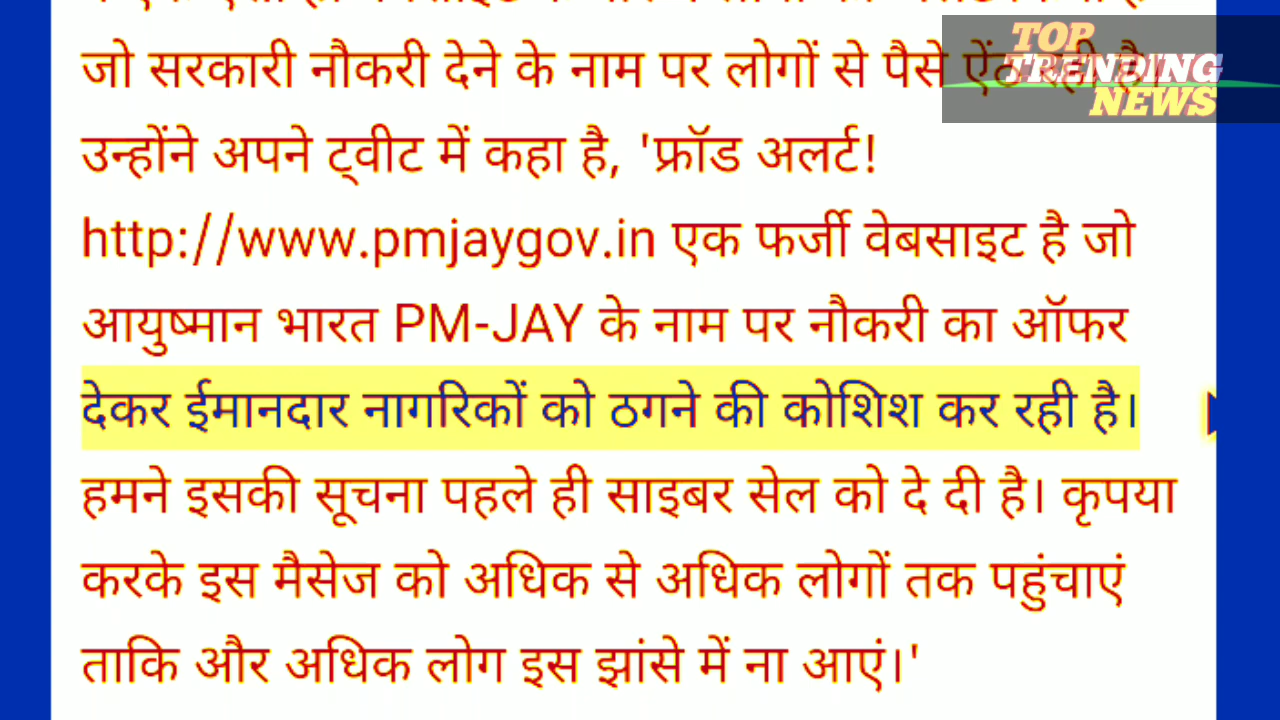 जो सरकारी नौकरी देने के नाम पर लोगों से पैसे ऐंठ रही है।
TOP
TRENDING
NEWS
उन्होंने अपने ट्वीट में कहा है, 'फ्रॉड अलर्ट!
http://www.pmjaygov.in एक फर्जी वेबसाइट है जो
आयुष्मान भारत PM-JAY के नाम पर नौकरी का ऑफर
देकर ईमानदार नागरिकों को ठगने की कोशिश कर रही है।
हमने इसकी सूचना पहले ही साइबर सेल को दे दी है। कृपया
करके इस मैसेज को अधिक से अधिक लोगों तक पहुंचाएं
ताकि और अधिक लोग इस झांसे में ना आएं।'